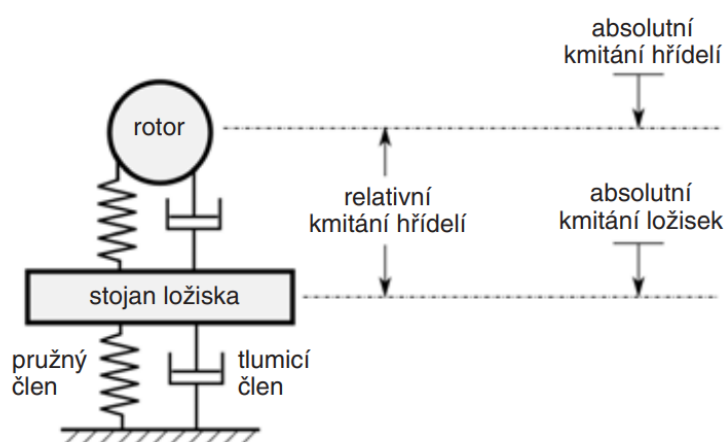 absolutní
kmitání hřídelí
rotor
relativní
kmitání hřídelí
absolutní
kmitání ložisek
stojan ložiska
pružný
člen
tlumicí
člen